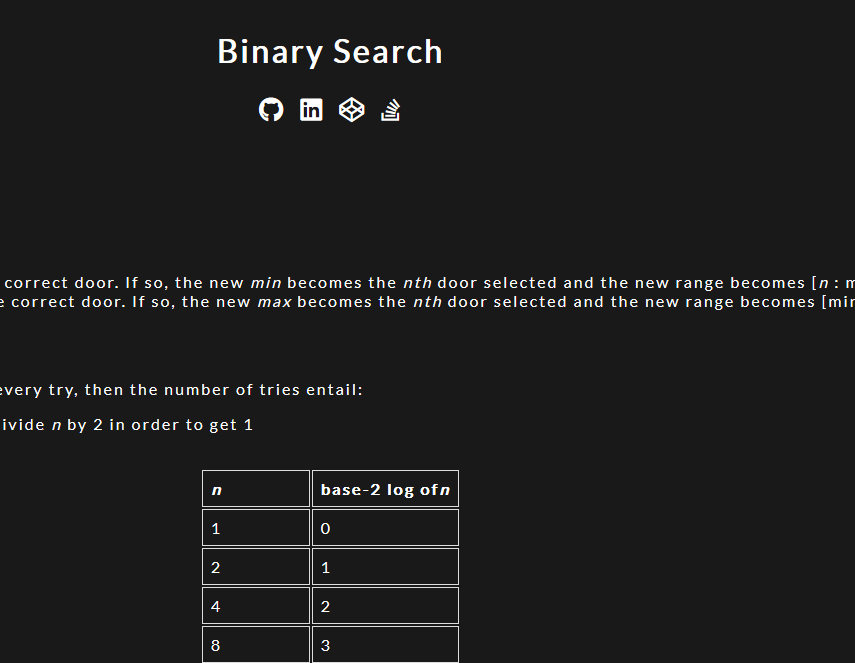 Binary Search
in
correct door. If so, the new min becomes the nth door selected and the new range becomes [n :
correct door. If so, the new max becomes the nth door selected and the new range becomes [min
every try, then the number of tries entail:
n by 2 in order to get 1
n base-2 log ofn
1 0
2 1
4 2
8 3